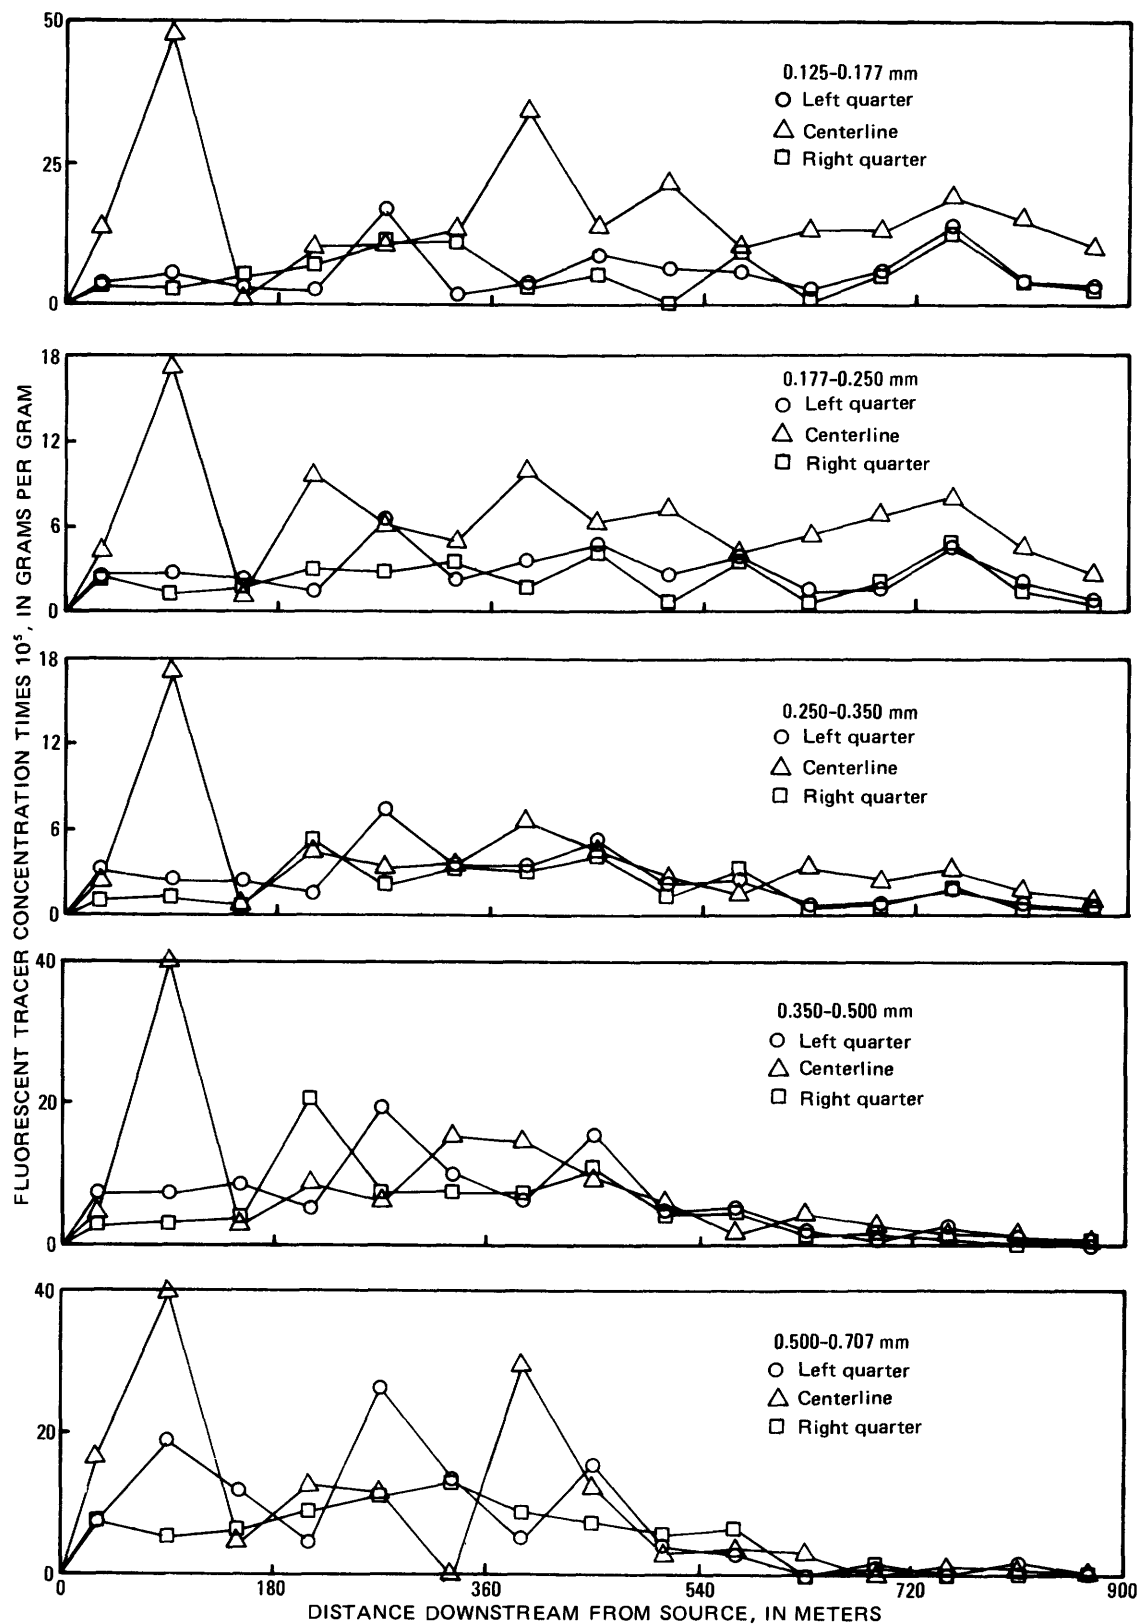 FLUORESCENT TRACER CONCENTRATION TIMES 10⁵, IN GRAMS PER GRAM
50
25
0
0.125-0.177 mm
Left quarter
Centerline
Right quarter
18
12
6
0
0.177-0.250 mm
Left quarter
Centerline
Right quarter
18
12
6
0
0.250-0.350 mm
Left quarter
Centerline
Right quarter
40
20
0
0.350-0.500 mm
Left quarter
Centerline
Right quarter
40
20
0
0.500-0.707 mm
Left quarter
Centerline
Right quarter
0 180 360 540 720 900
DISTANCE DOWNSTREAM FROM SOURCE, IN METERS